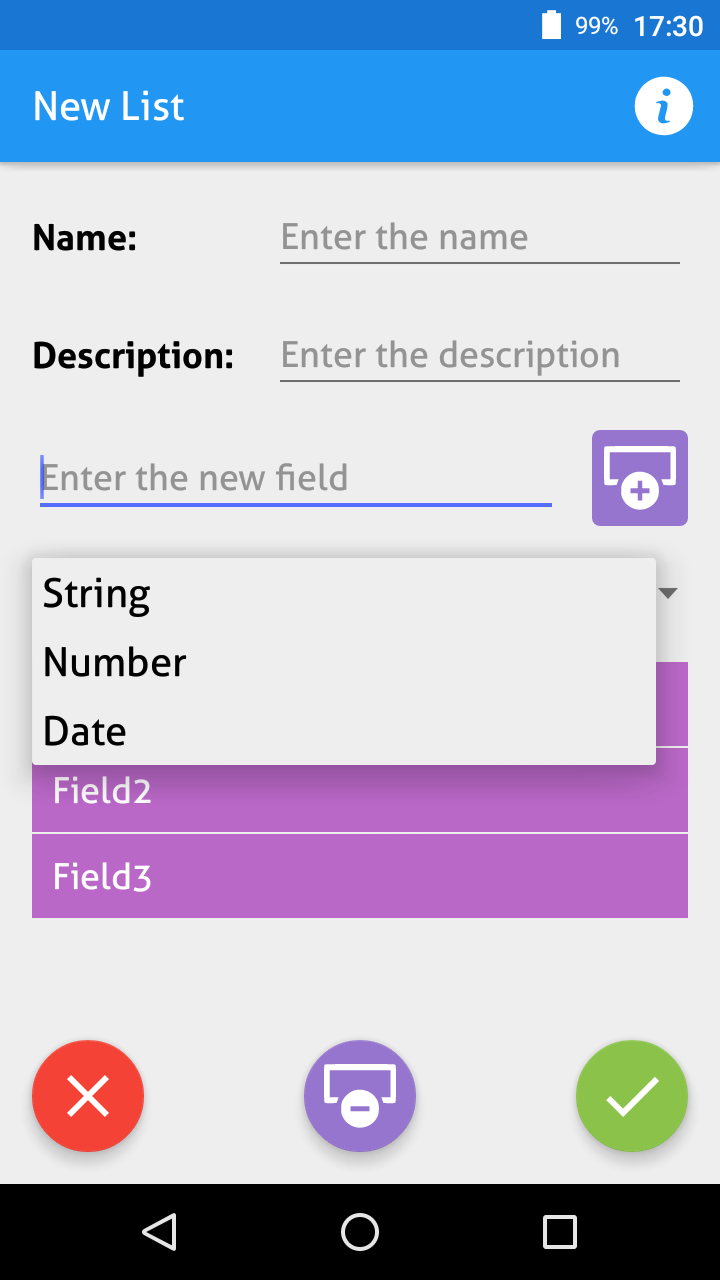 99% 17:30
New List
Name: Enter the name
Description: Enter the description
Enter the new field
String
Number
Date
Field2
Field3